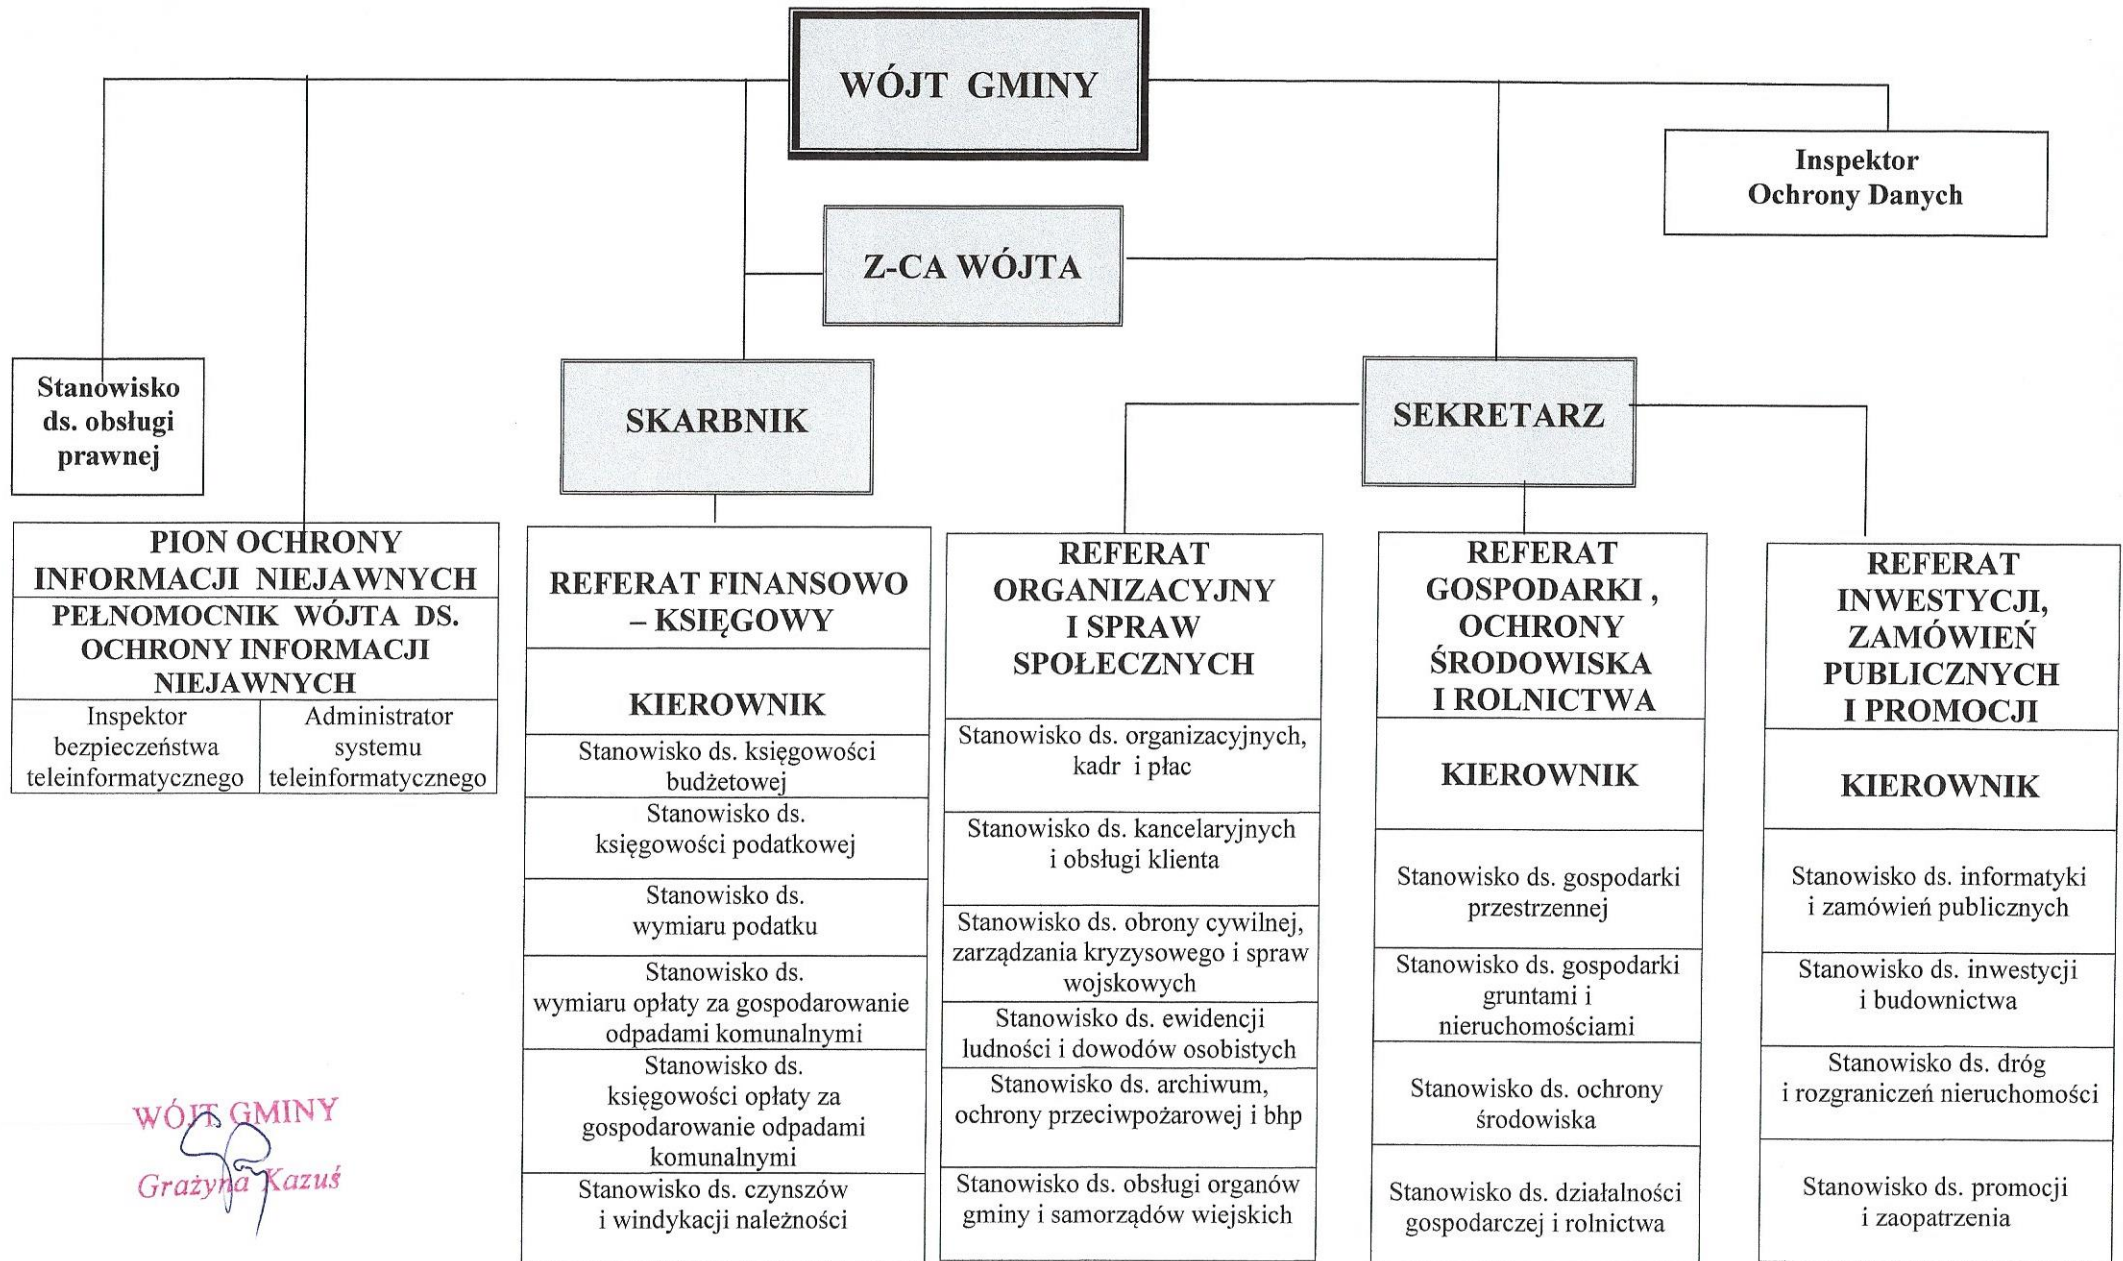 WÓJT GMINY
Inspektor
Ochrony Danych
Z-CA WÓJTA
Stanowisko
ds. obsługi
prawnej
SKARBNIK
SEKRETARZ
PION OCHRONY
INFORMACJI NIEJAWNYCH
PEŁNOMOCNIK WÓJTA DS.
OCHRONY INFORMACJI
NIEJAWNYCH
Inspektor
bezpieczeństwa
teleinformatycznego
Administrator
systemu
teleinformatycznego
REFERAT FINANSOWO
– KSIĘGOWY
KIEROWNIK
Stanowisko ds. księgowości
budżetowej
Stanowisko ds.
księgowości podatkowej
Stanowisko ds.
wymiaru podatku
Stanowisko ds.
wymiaru opłaty za gospodarowanie
odpadami komunalnymi
Stanowisko ds.
księgowości opłaty za
gospodarowanie odpadami
komunalnymi
Stanowisko ds. czynszów
i windykacji należności
REFERAT
ORGANIZACYJNY
I SPRAW
SPOŁECZNYCH
Stanowisko ds. organizacyjnych,
kadr i płac
Stanowisko ds. kancelaryjnych
i obsługi klienta
Stanowisko ds. obrony cywilnej,
zarządzania kryzysowego i spraw
wojskowych
Stanowisko ds. ewidencji
ludności i dowodów osobistych
Stanowisko ds. archiwum,
ochrony przeciwpożarowej i bhp
Stanowisko ds. obsługi organów
gminy i samorządów wiejskich
REFERAT
GOSPODARKI ,
OCHRONY
ŚRODOWISKA
I ROLNICTWA
KIEROWNIK
Stanowisko ds. gospodarki
przestrzennej
Stanowisko ds. gospodarki
gruntami i
nieruchomościami
Stanowisko ds. ochrony
środowiska
Stanowisko ds. działalności
gospodarczej i rolnictwa
REFERAT
INWESTYCJI,
ZAMÓWIEŃ
PUBLICZNYCH
I PROMOCJI
KIEROWNIK
Stanowisko ds. informatyki
i zamówień publicznych
Stanowisko ds. inwestycji
i budownictwa
Stanowisko ds. dróg
i rozgraniczeń nieruchomości
Stanowisko ds. promocji
i zaopatrzenia
WÓJT GMINY
Grażyna Kazuś